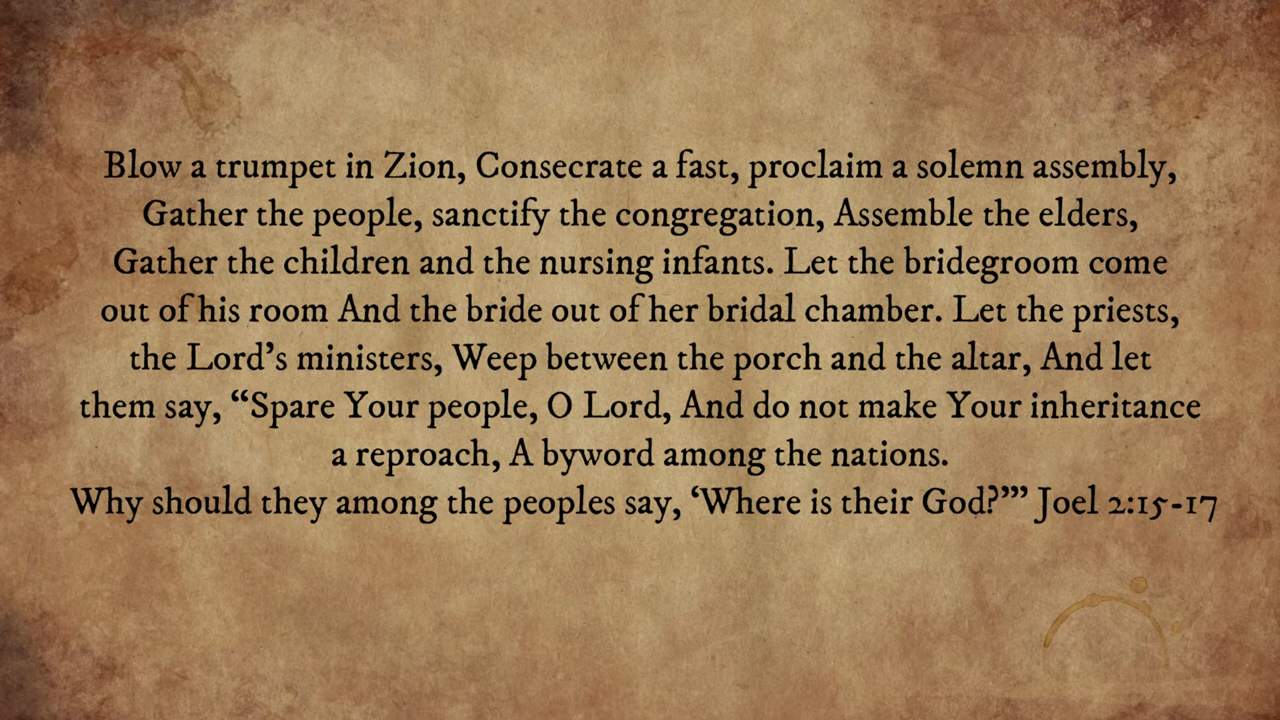 Blow a trumpet in Zion, Consecrate a fast, proclaim a solemn assembly,
Gather the people, sanctify the congregation, Assemble the elders,
Gather the children and the nursing infants. Let the bridegroom come
out of his room And the bride out of her bridal chamber. Let the priests,
the Lord’s ministers, Weep between the porch and the altar, And let
them say, “Spare Your people, O Lord, And do not make Your inheritance
a reproach, A byword among the nations.
Why should they among the peoples say, ‘Where is their God?’” Joel 2:15-17